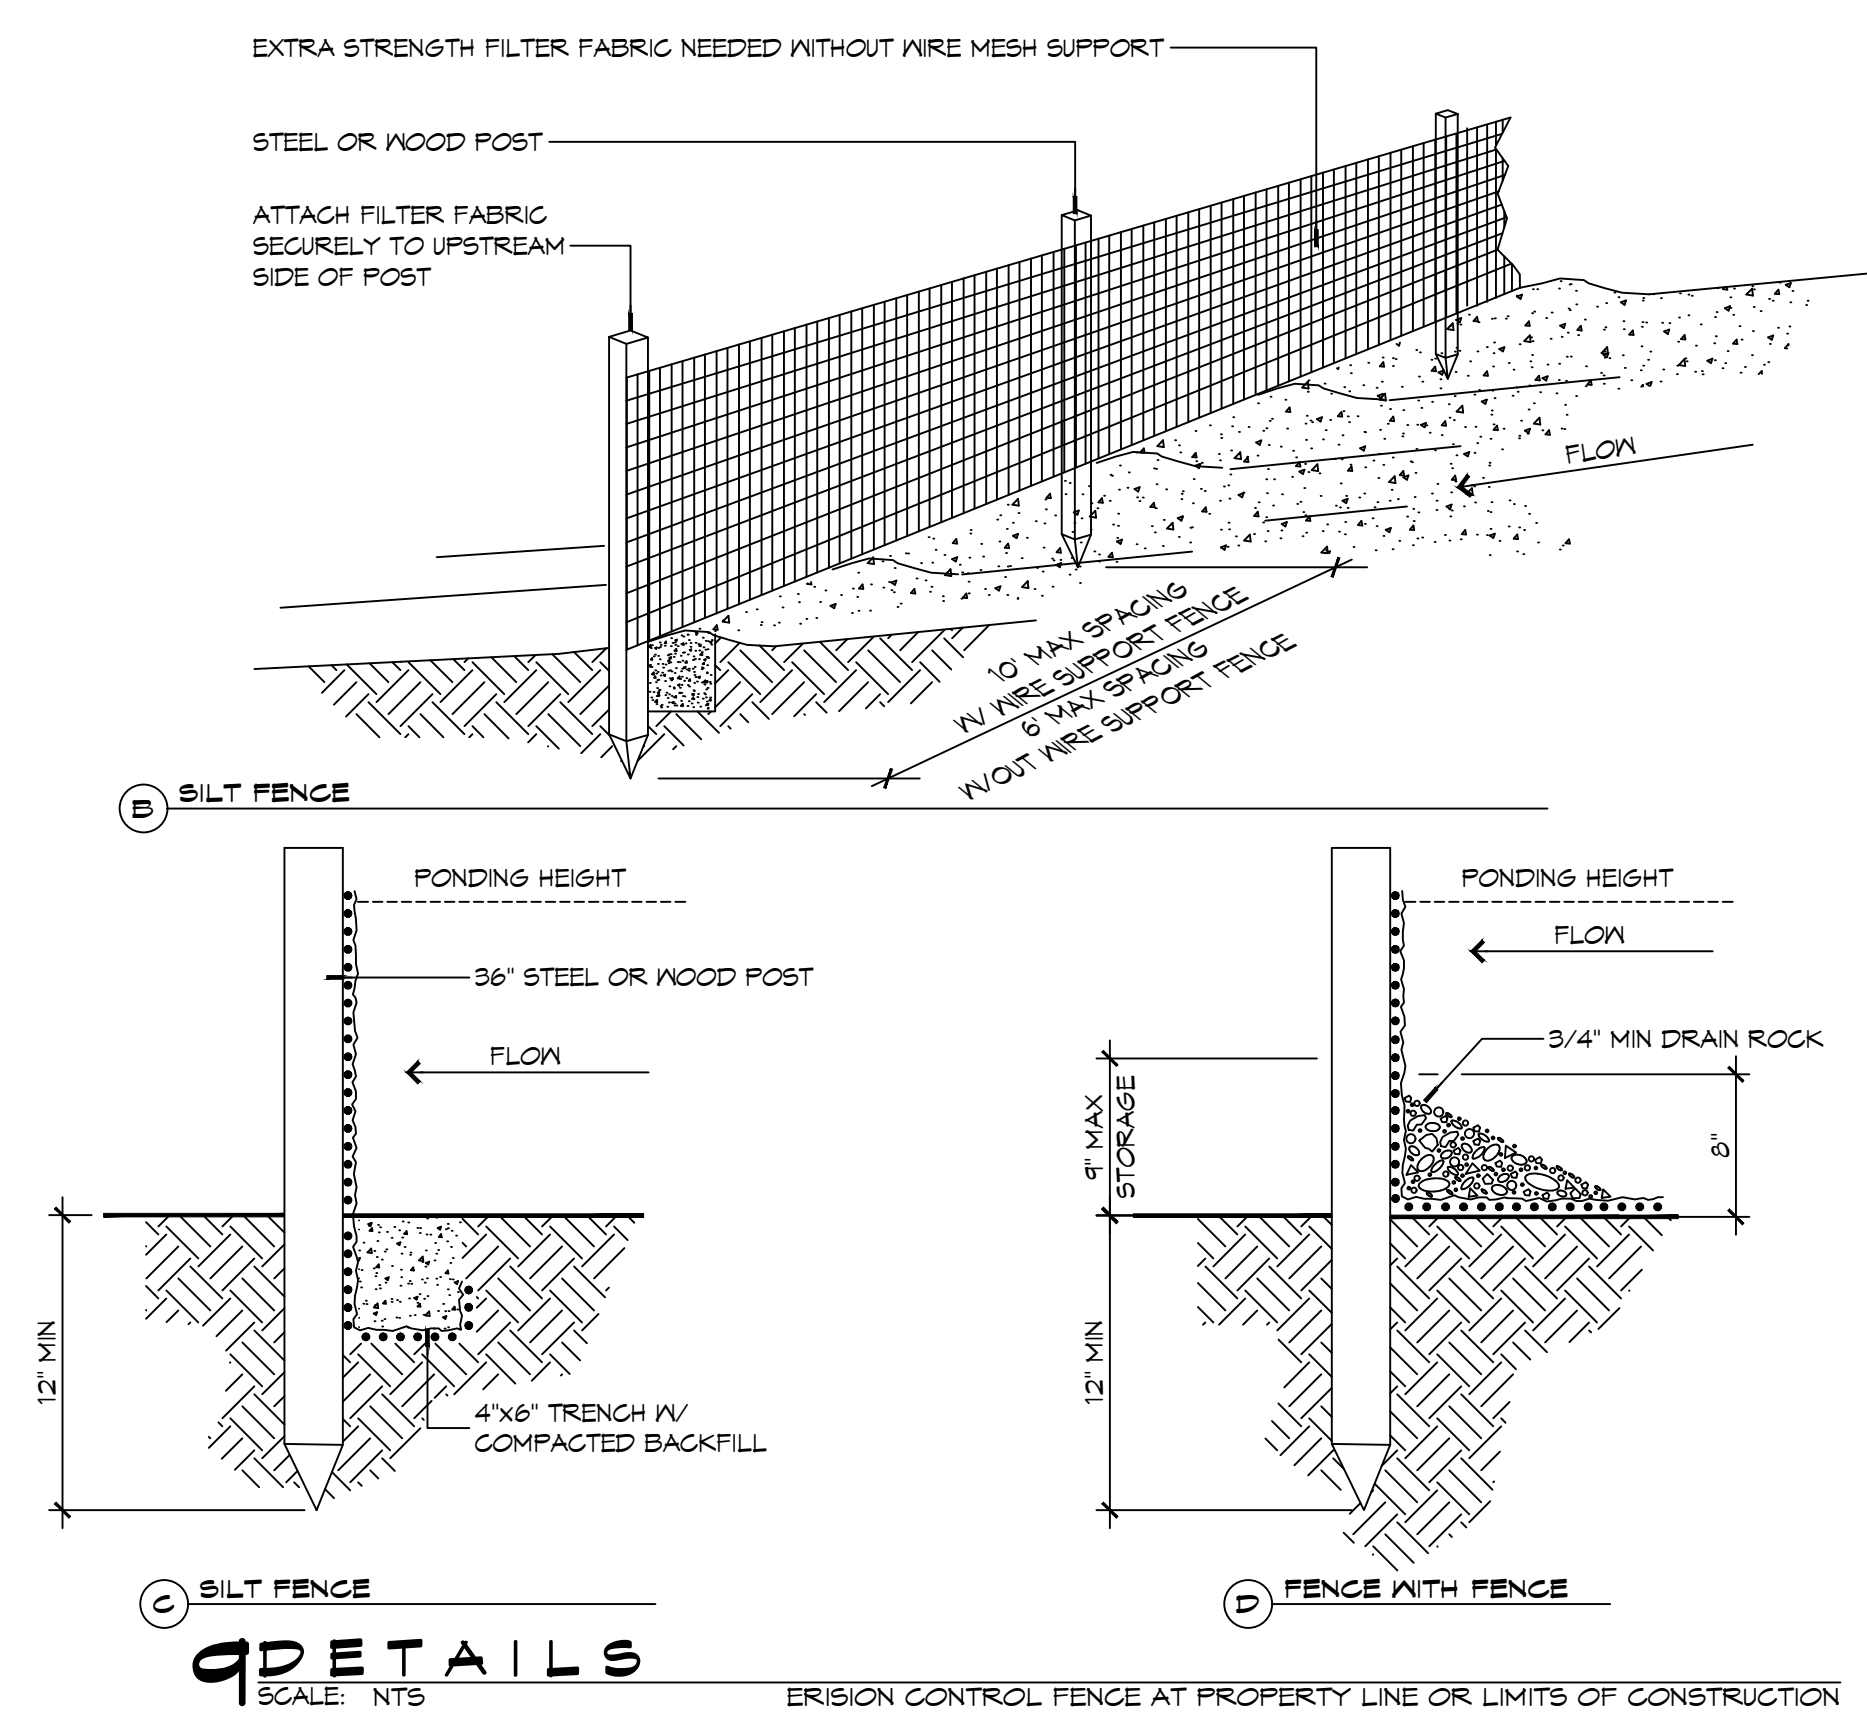 EXTRA STRENGTH FILTER FABRIC NEEDED WITHOUT WIRE MESH SUPPORT
STEEL OR WOOD POST
ATTACH FILTER FABRIC
SECURELY TO UPSTREAM
SIDE OF POST
FLOW
10' MAX SPACING
W/ WIRE SUPPORT FENCE
6' MAX SPACING
W/OUT WIRE SUPPORT FENCE
B SILT FENCE
PONDING HEIGHT
36" STEEL OR WOOD POST
FLOW
12" MIN
4"x6" TRENCH W/
COMPACTED BACKFILL
C SILT FENCE
PONDING HEIGHT
FLOW
3/4" MIN DRAIN ROCK
9" MAX
STORAGE
8"
12" MIN
D FENCE WITH FENCE
9 DETAILS
SCALE: NTS
ERISION CONTROL FENCE AT PROPERTY LINE OR LIMITS OF CONSTRUCTION